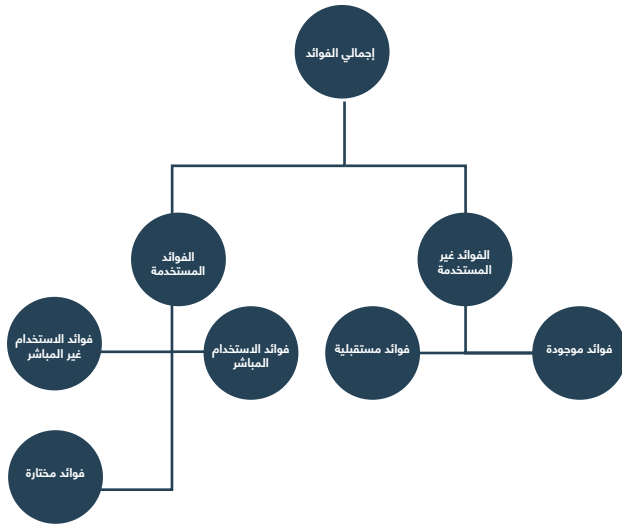 إجمالي الفوائد
الفوائد غير
المستخدمة
الفوائد
المستخدمة
فوائد موجودة
فوائد مستقبلية
فوائد الاستخدام
المباشر
فوائد الاستخدام
غير المباشر
فوائد مختارة